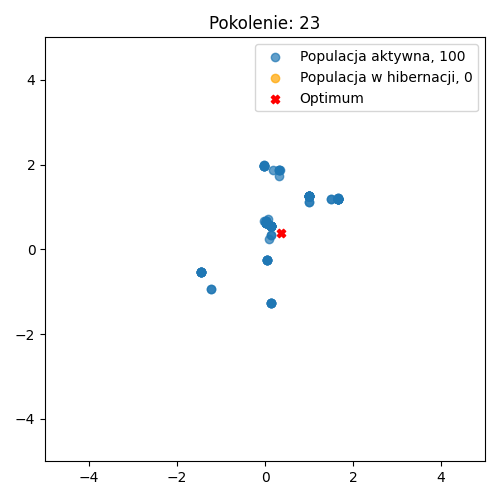 Pokolenie: 23
Populacja aktywna, 100
Populacja w hibernacji, 0
Optimum
4
2
0
−2
−4
−4 −2 0 2 4